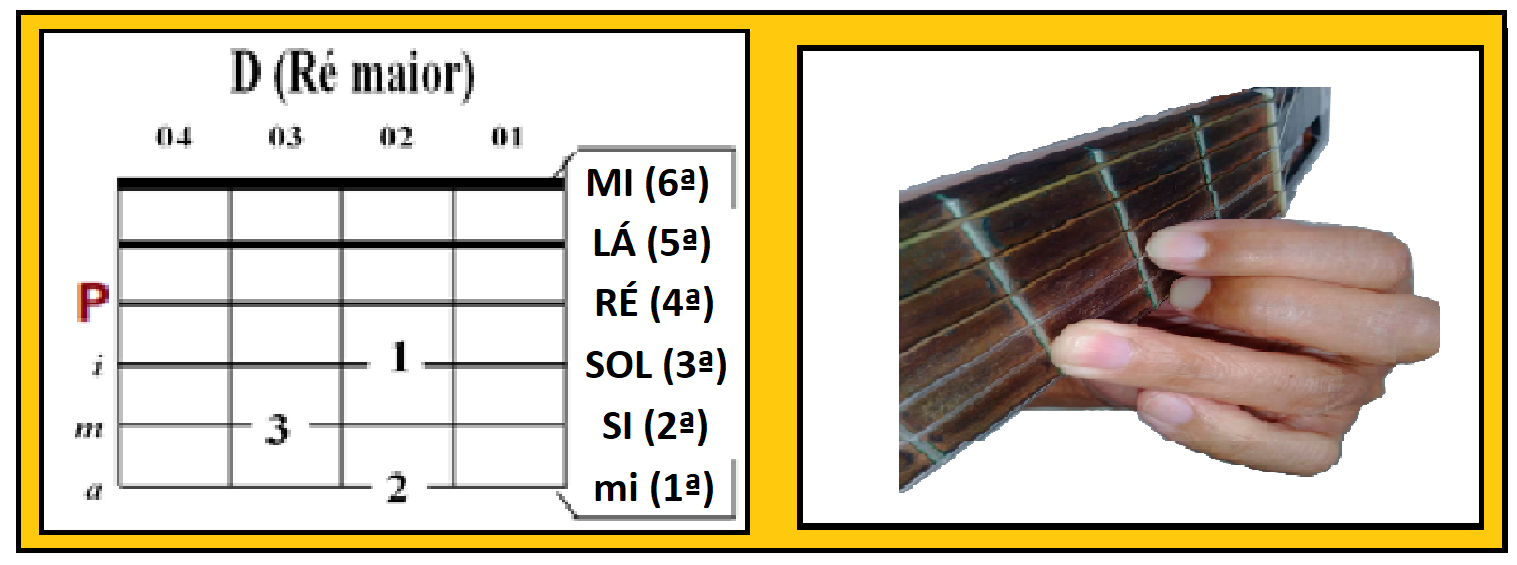 D (Ré maior)
04 03 02 01
MI (6ª)
LÁ (5ª)
P RÉ (4ª)
i 1 SOL (3ª)
m 3 SI (2ª)
a 2 mi (1ª)